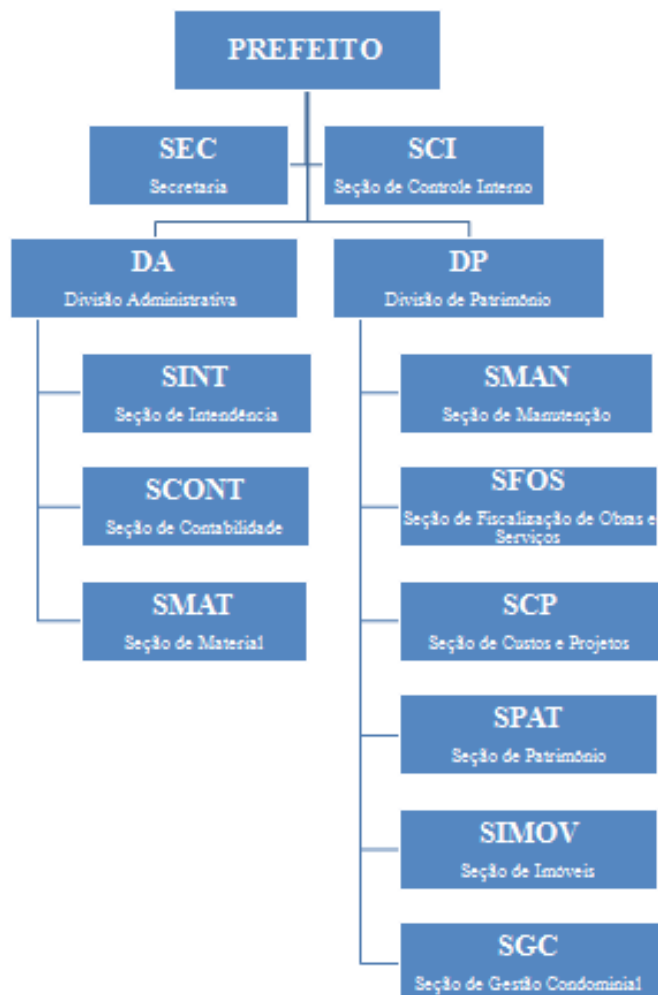 PREFEITO
SEC
Secretaria
SCI
Seção de Controle Interno
DA
Divisão Administrativa
DP
Divisão de Patrimônio
SINT
Seção de Intendência
SCONT
Seção de Contabilidade
SMAT
Seção de Material
SMAN
Seção de Manutenção
SFOS
Seção de Fiscalização de Obras e
Serviços
SCP
Seção de Custos e Projetos
SPAT
Seção de Patrimônio
SIMOV
Seção de Imóveis
SGC
Seção de Gestão Condominial